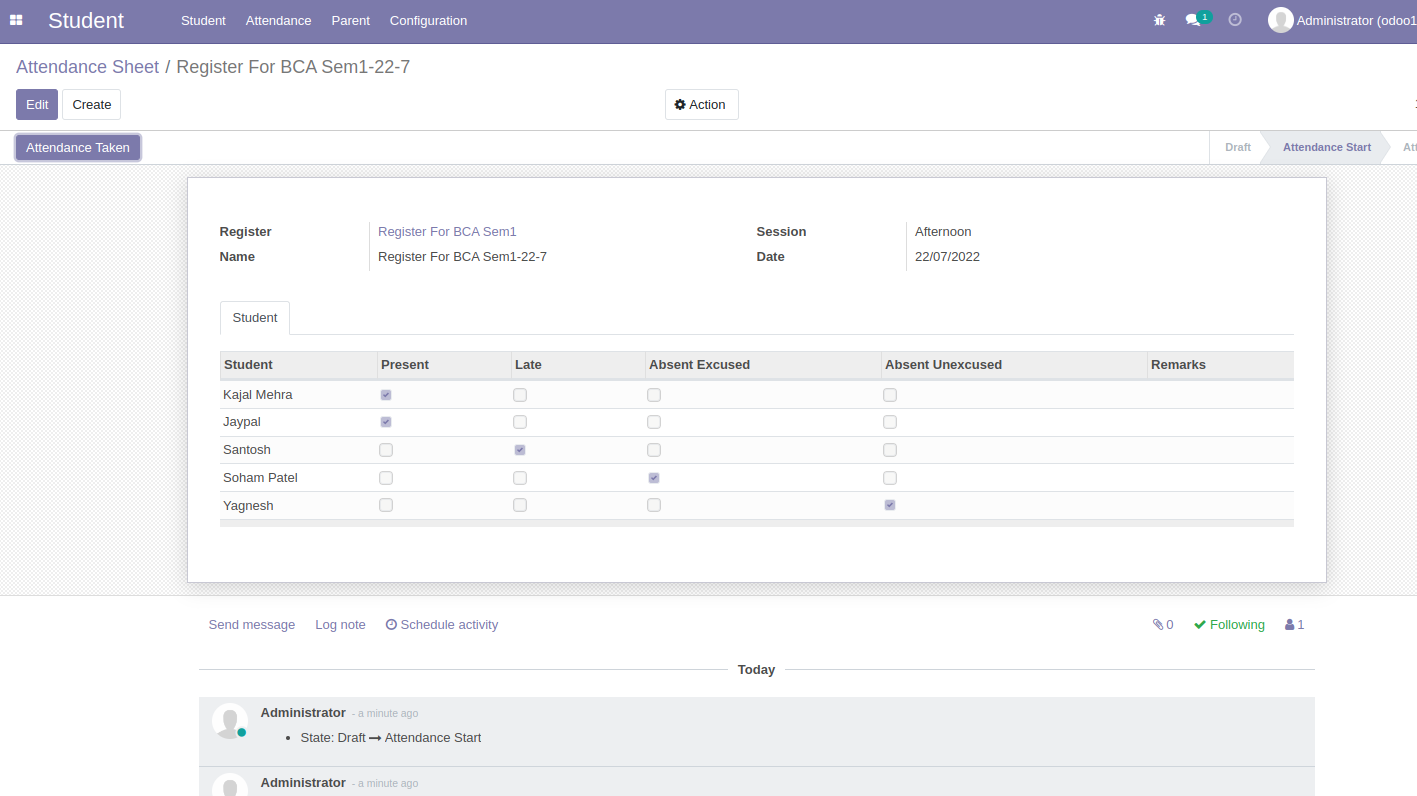 Student Student Attendance Parent Configuration 1 Administrator (odoo1
Attendance Sheet / Register For BCA Sem1-22-7
Edit Create Action
Attendance Taken Draft Attendance Start Att
Register Register For BCA Sem1 Session Afternoon
Name Register For BCA Sem1-22-7 Date 22/07/2022
Student
Student Present Late Absent Excused Absent Unexcused Remarks
Kajal Mehra
Jaypal
Santosh
Soham Patel
Yagnesh
Send message Log note Schedule activity 0 Following 1
Today
Administrator - a minute ago
• State: Draft → Attendance Start
Administrator - a minute ago